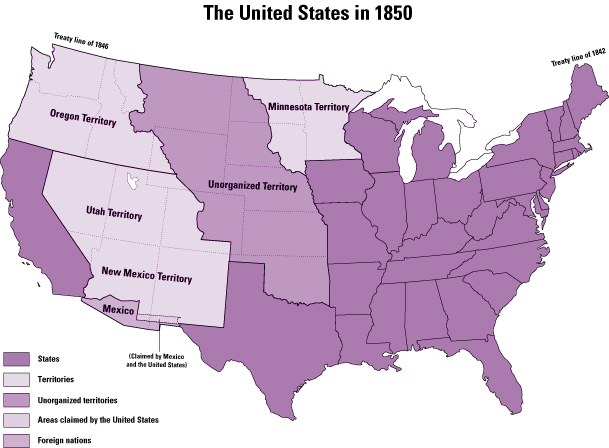 The United States in 1850
Treaty line of 1846
Treaty line of 1842
Minnesota Territory
Oregon Territory
Unorganized Territory
Utah Territory
New Mexico Territory
Mexico
(Claimed by Mexico
and the United States)
States
Territories
Unorganized territories
Areas claimed by the United States
Foreign nations